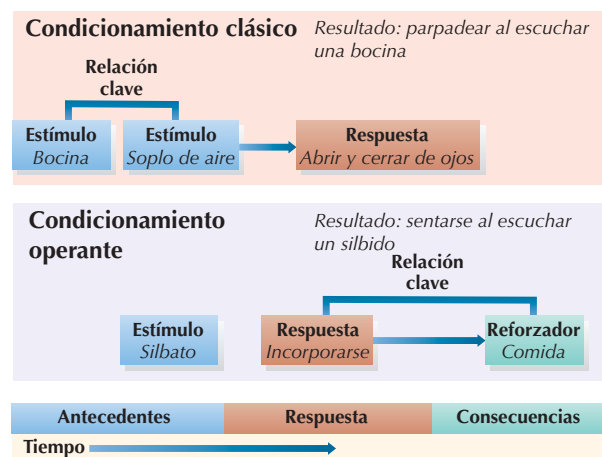 Condicionamiento clásico
Resultado: parpadear al escuchar
una bocina
Relación
clave
Estímulo
Bocina
Estímulo
Soplo de aire
Respuesta
Abrir y cerrar de ojos
Condicionamiento
operante
Resultado: sentarse al escuchar
un silbido
Relación
clave
Estímulo
Silbato
Respuesta
Incorporarse
Reforzador
Comida
Antecedentes
Respuesta
Consecuencias
Tiempo